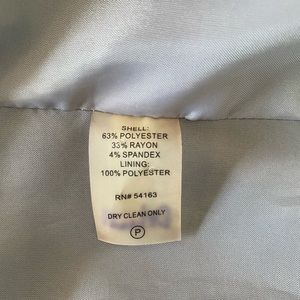 SHELL:
63% POLYESTER
33% RAYON
4% SPANDEX
LINING:
100% POLYESTER
RN# 54163
DRY CLEAN ONLY
P